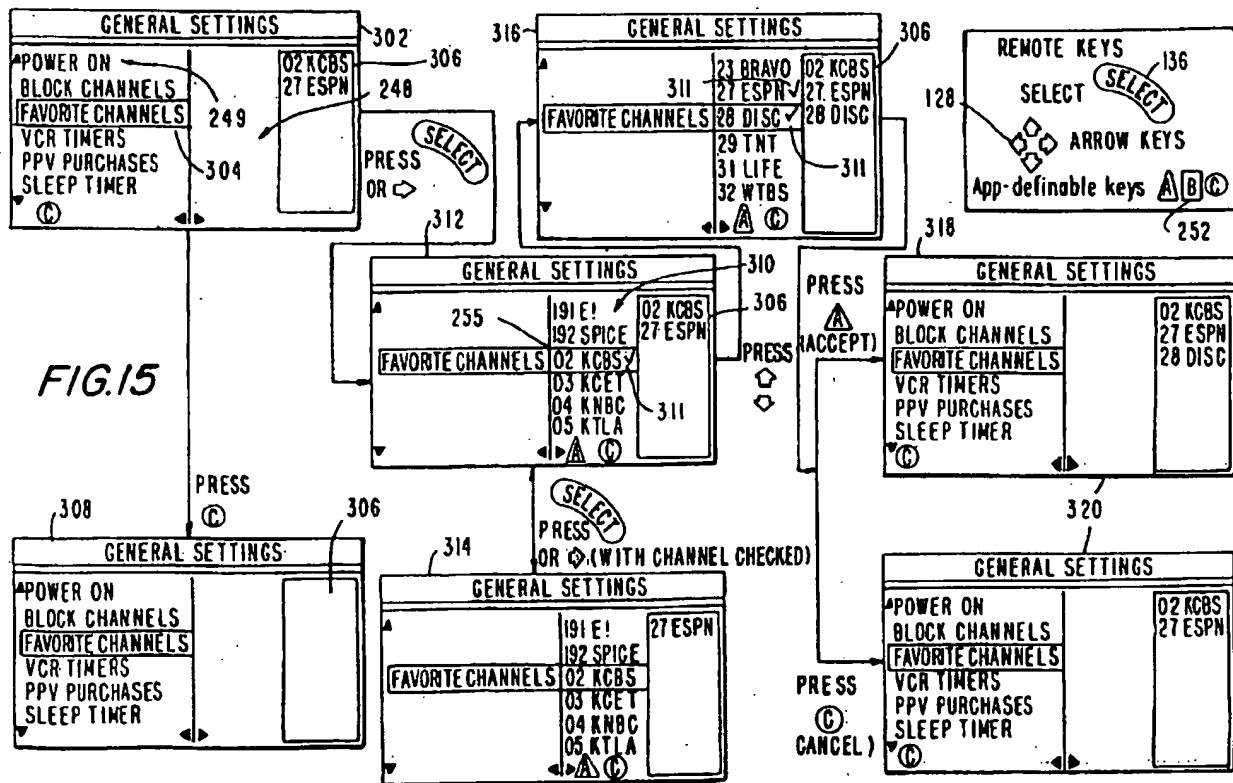 GENERAL SETTINGS
302
POWER ON
BLOCK CHANNELS
FAVORITE CHANNELS
VCR TIMERS
PPV PURCHASES
SLEEP TIMER
C
249
304
248
02 KCBS
27 ESPN
306
PRESS
OR
SELECT
316
GENERAL SETTINGS
306
311
FAVORITE CHANNELS
23 BRAVO
27 ESPN ✓
28 DISC ✓
29 TNT
31 LIFE
32 WTBS
A C
02 KCBS
27 ESPN
28 DISC
311
REMOTE KEYS
136
SELECT
SELECT
128
ARROW KEYS
App-definable keys A B C
252
312
GENERAL SETTINGS
310
255
FAVORITE CHANNELS
191 E!
192 SPICE
02 KCBS ✓
03 KCET
04 KNBC
05 KTLA
A C
02 KCBS
27 ESPN
306
311
PRESS
PRESS
A
(ACCEPT)
318
GENERAL SETTINGS
POWER ON
BLOCK CHANNELS
FAVORITE CHANNELS
VCR TIMERS
PPV PURCHASES
SLEEP TIMER
C
02 KCBS
27 ESPN
28 DISC
FIG.15
PRESS
C
308
306
GENERAL SETTINGS
POWER ON
BLOCK CHANNELS
FAVORITE CHANNELS
VCR TIMERS
PPV PURCHASES
SLEEP TIMER
SELECT
PRESS
OR (WITH CHANNEL CHECKED)
314
GENERAL SETTINGS
FAVORITE CHANNELS
191 E!
192 SPICE
02 KCBS
03 KCET
04 KNBC
05 KTLA
A C
27 ESPN
320
PRESS
C
CANCEL)
GENERAL SETTINGS
POWER ON
BLOCK CHANNELS
FAVORITE CHANNELS
VCR TIMERS
PPV PURCHASES
SLEEP TIMER
C
02 KCBS
27 ESPN